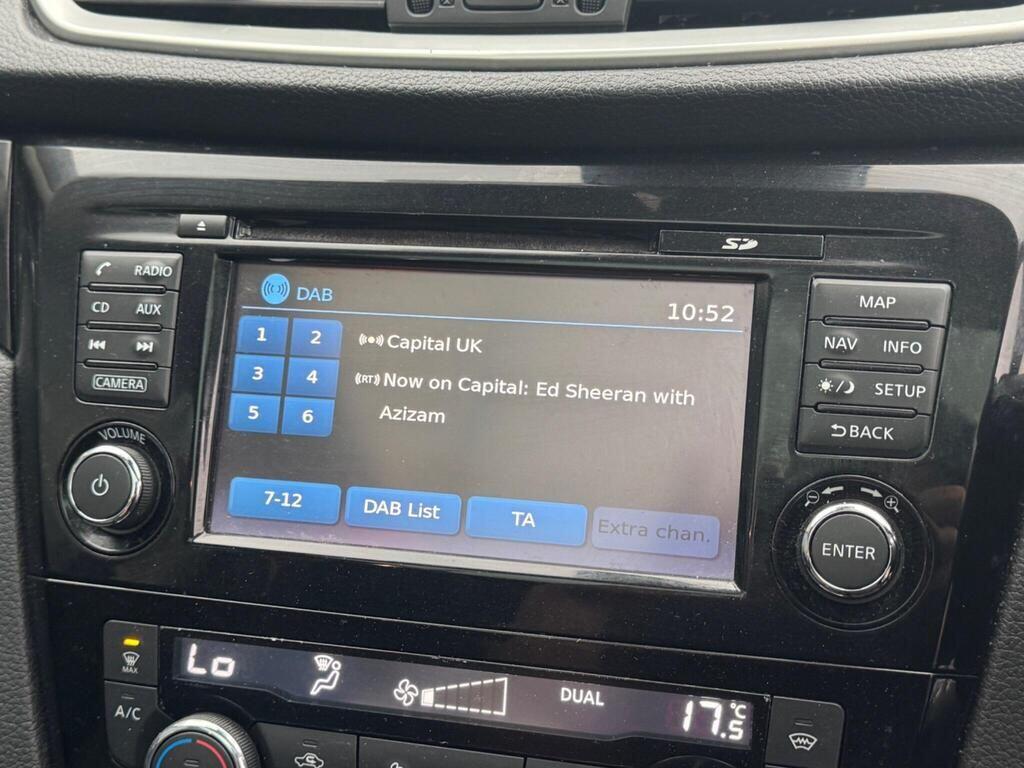 RADIO
CD AUX
CAMERA
VOLUME
SD
DAB
10:52
1 2
3 4
5 6
Capital UK
(RT) Now on Capital: Ed Sheeran with
Azizam
7-12 DAB List TA Extra chan.
MAP
NAV INFO
SETUP
BACK
ENTER
MAX
A/C
Lo
DUAL
17.5°C